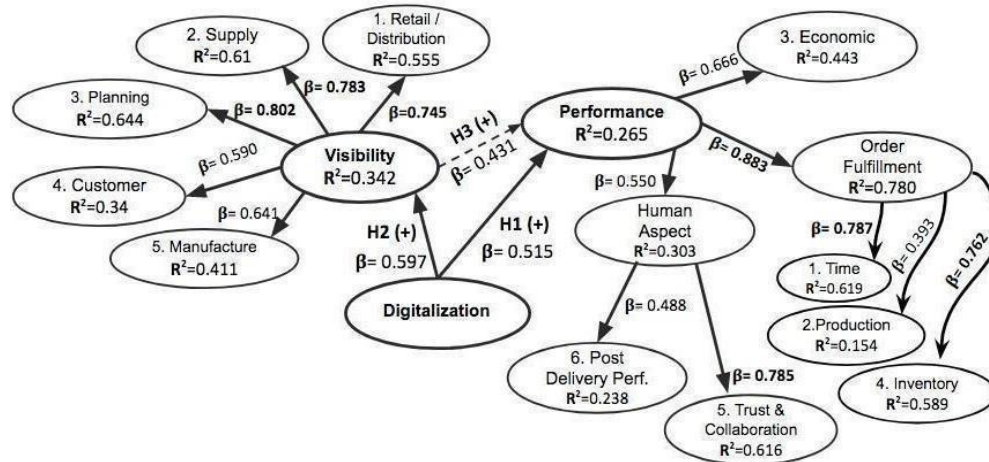 1. Retail /
Distribution
R²=0.555
2. Supply
R²=0.61
3. Planning
R²=0.644
4. Customer
R²=0.34
5. Manufacture
R²=0.411
β= 0.783
β=0.745
β= 0.802
β= 0.590
β= 0.641
Visibility
R²=0.342
H3 (+)
β= 0.431
H2 (+)
β= 0.597
H1 (+)
β= 0.515
Digitalization
Performance
R²=0.265
β= 0.666
3. Economic
R²=0.443
β= 0.883
Order
Fulfillment
R²=0.780
β= 0.550
Human
Aspect
R²=0.303
β= 0.787
β= 0.393
β= 0.762
1. Time
R²=0.619
2.Production
R²=0.154
4. Inventory
R²=0.589
β= 0.488
β= 0.785
6. Post
Delivery Perf.
R²=0.238
5. Trust &
Collaboration
R²=0.616